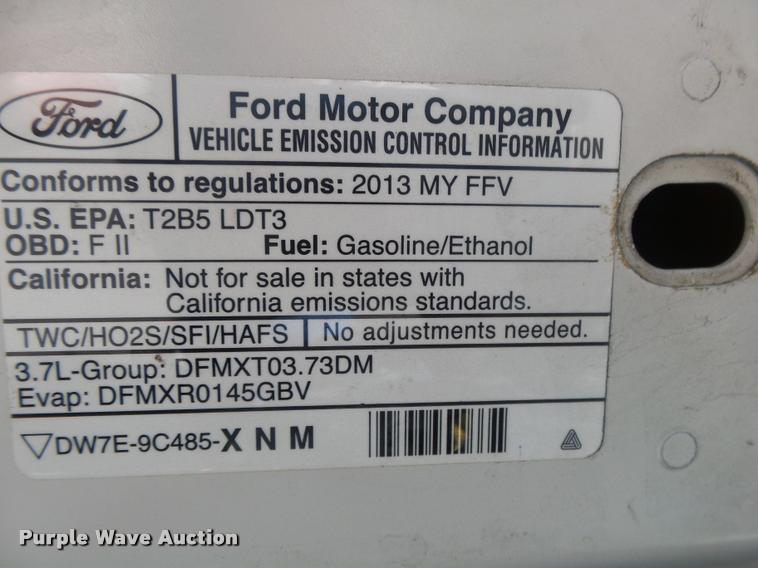 Ford
Ford Motor Company
VEHICLE EMISSION CONTROL INFORMATION
Conforms to regulations: 2013 MY FFV
U.S. EPA: T2B5 LDT3
OBD: F II Fuel: Gasoline/Ethanol
California: Not for sale in states with
California emissions standards.
TWC/HO2S/SFI/HAFS No adjustments needed.
3.7L-Group: DFMXT03.73DM
Evap: DFMXR0145GBV
DW7E-9C485-X N M
Purple Wave Auction